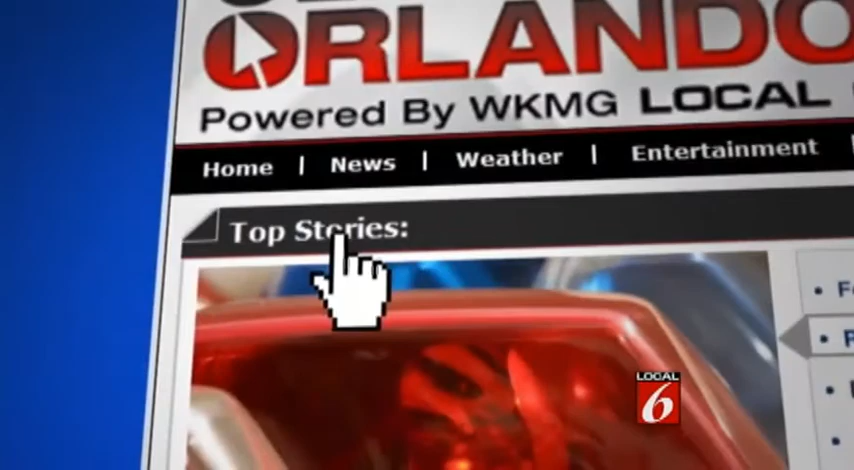 ORLANDO
Powered By WKMG LOCAL
Home | News | Weather | Entertainment
Top Stories:
LOCAL
6